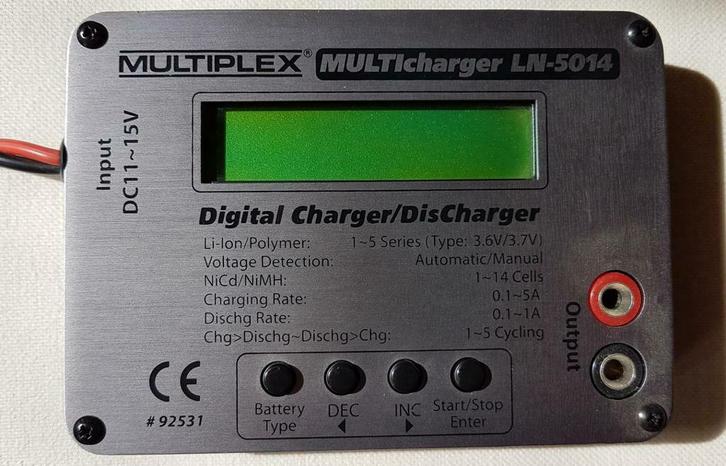 MULTIPLEX® MULTIcharger LN-5014
Input
DC11~15V
Digital Charger/DisCharger
Li-Ion/Polymer: 1~5 Series (Type: 3.6V/3.7V)
Voltage Detection: Automatic/Manual
NiCd/NiMH: 1~14 Cells
Charging Rate: 0.1~5A
Dischg Rate: 0.1~1A
Chg>Dischg~Dischg>Chg: 1~5 Cycling
Output
CE
# 92531
Battery Type
DEC ◀
INC ▶
Start/Stop Enter